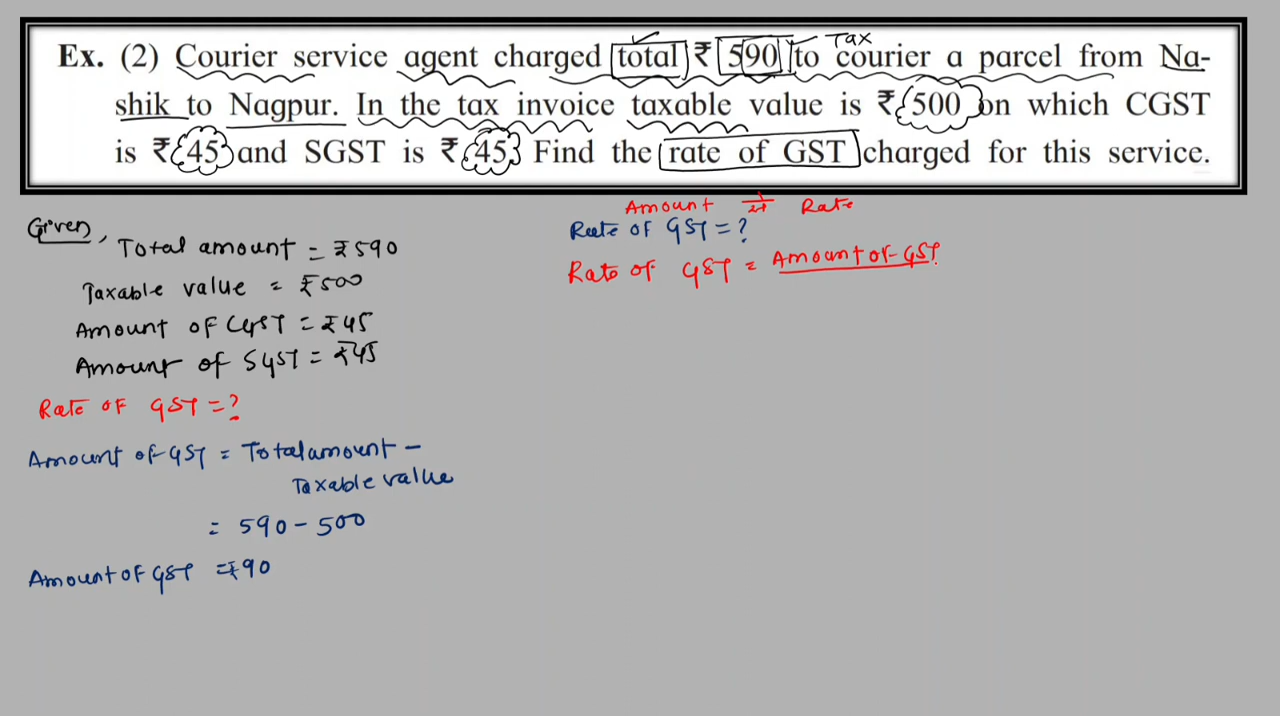 Ex. (2) Courier service agent charged total ₹ 590 to courier a parcel from Na-
Tax
shik to Nagpur. In the tax invoice taxable value is ₹ 500 on which CGST
is ₹ 45 and SGST is ₹ 45. Find the rate of GST charged for this service.
Given,
Total amount = ₹590
Taxable value = ₹500
Amount of CGST = ₹45
Amount of SGST = ₹45
Rate of GST = ?
Amount of GST = Total amount -
Taxable value
= 590 - 500
Amount of GST = ₹90
Amount Rate
Rate of GST = ?
Rate of GST = Amount of GST